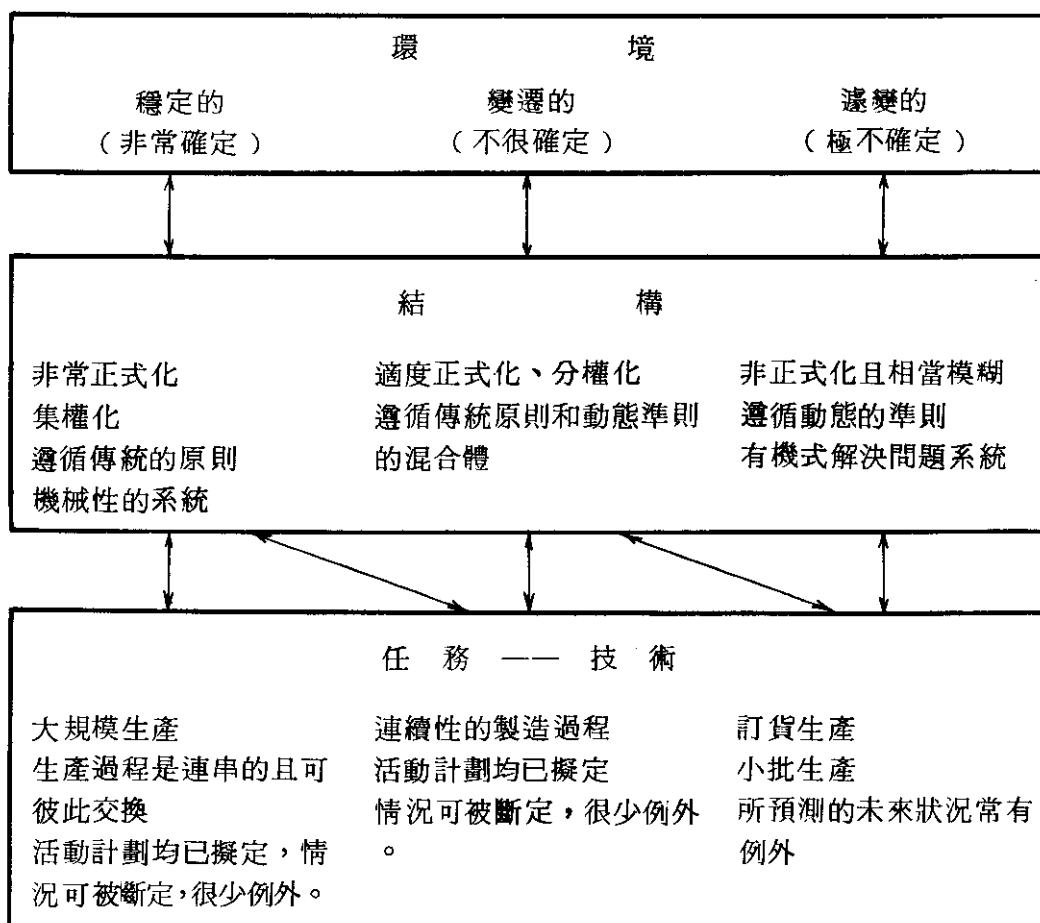 環境
穩定的 變遷的 遽變的
（非常確定） （不很確定） （極不確定）
結構
非常正式化
集權化
遵循傳統的原則
機械性的系統
適度正式化、分權化
遵循傳統原則和動態準則
的混合體
非正式化且相當模糊
遵循動態的準則
有機式解決問題系統
任務——技術
大規模生產
生產過程是連串的且可
彼此交換
活動計劃均已擬定，情
況可被斷定，很少例外。
連續性的製造過程
活動計劃均已擬定
情況可被斷定，很少例外
。
訂貨生產
小批生產
所預測的未來狀況常有
例外